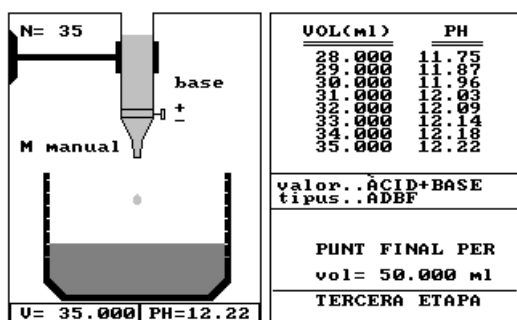 N= 35
base
+
−
M manual
V= 35.000 PH=12.22
VOL(ml) PH
28.000 11.75
29.000 11.87
30.000 11.96
31.000 12.03
32.000 12.09
33.000 12.14
34.000 12.18
35.000 12.22
valor..ÀCID+BASE
tipus..ADBF
PUNT FINAL PER
vol= 50.000 ml
TERCERA ETAPA